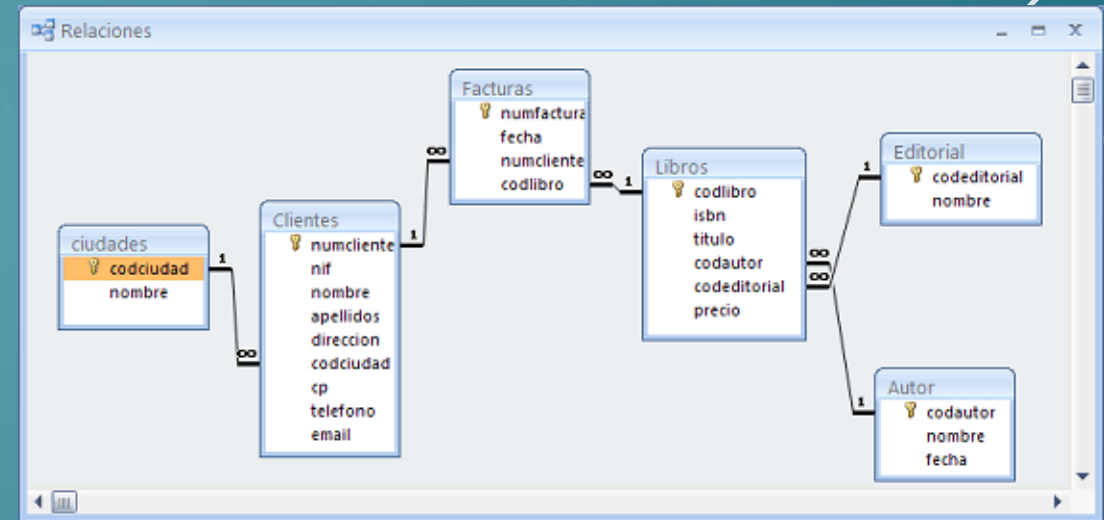 Relaciones
ciudades
codciudad
nombre
1
∞
Clientes
numcliente
nif
nombre
apellidos
direccion
codciudad
cp
telefono
email
1
∞
Facturas
numfactura
fecha
numcliente
codlibro
∞
1
Libros
codlibro
isbn
titulo
codautor
codeditorial
precio
∞
∞
1
Editorial
codeditorial
nombre
1
Autor
codautor
nombre
fecha